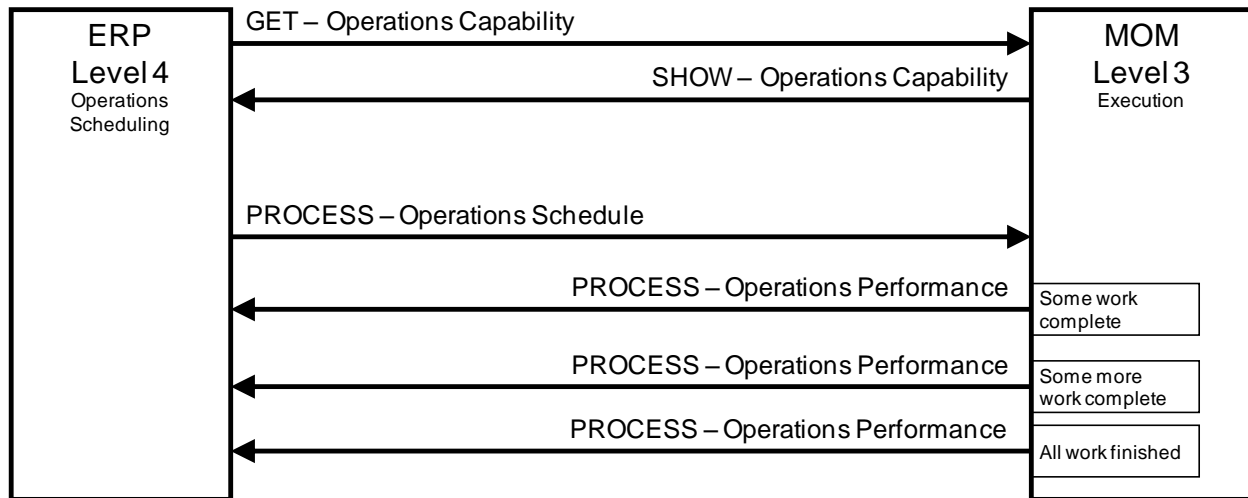 ERP
Level 4
Operations
Scheduling
GET – Operations Capability
MOM
Level 3
Execution
SHOW – Operations Capability
PROCESS – Operations Schedule
PROCESS – Operations Performance
Some work
complete
PROCESS – Operations Performance
Some more
work complete
PROCESS – Operations Performance
All work finished